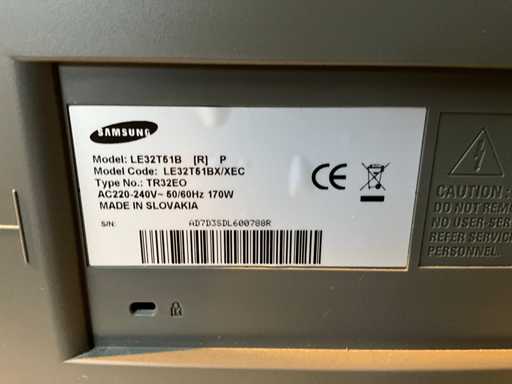 SAMSUNG
Model: LE32T51B [R] P
Model Code: LE32T51BX/XEC
Type No.: TR32EO
AC220-240V~ 50/60Hz 170W
MADE IN SLOVAKIA
S/N: AD7D3SDL600788R
CE
CAUTION:
DO NOT REM
NO USER-SER
REFER SERVIC
PERSONNEL.